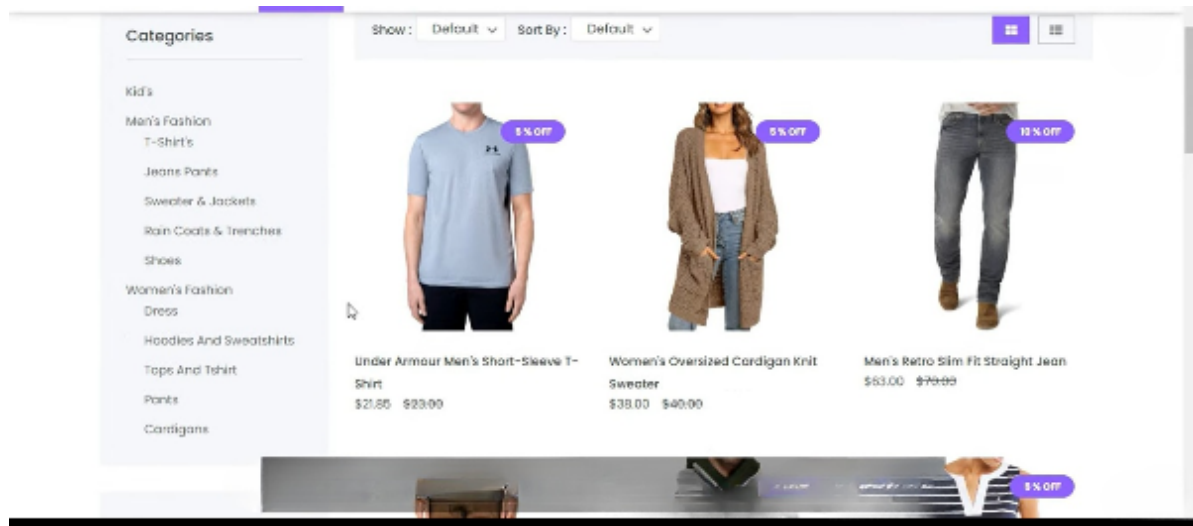 Categories
Kid's
Men's Fashion
T-Shirt's
Jeans Pants
Sweater & Jackets
Rain Coats & Trenches
Shoes
Women's Fashion
Dress
Hoodies And Sweatshirts
Tops And Tshirt
Pants
Cardigans
Show : Default Sort By : Default
5% OFF
5% OFF
10% OFF
Under Armour Men's Short-Sleeve T-
Shirt
$21.85 $23.00
Women's Oversized Cardigan Knit
Sweater
$38.00 $40.00
Men's Retro Slim Fit Straight Jean
$63.00
5% OFF